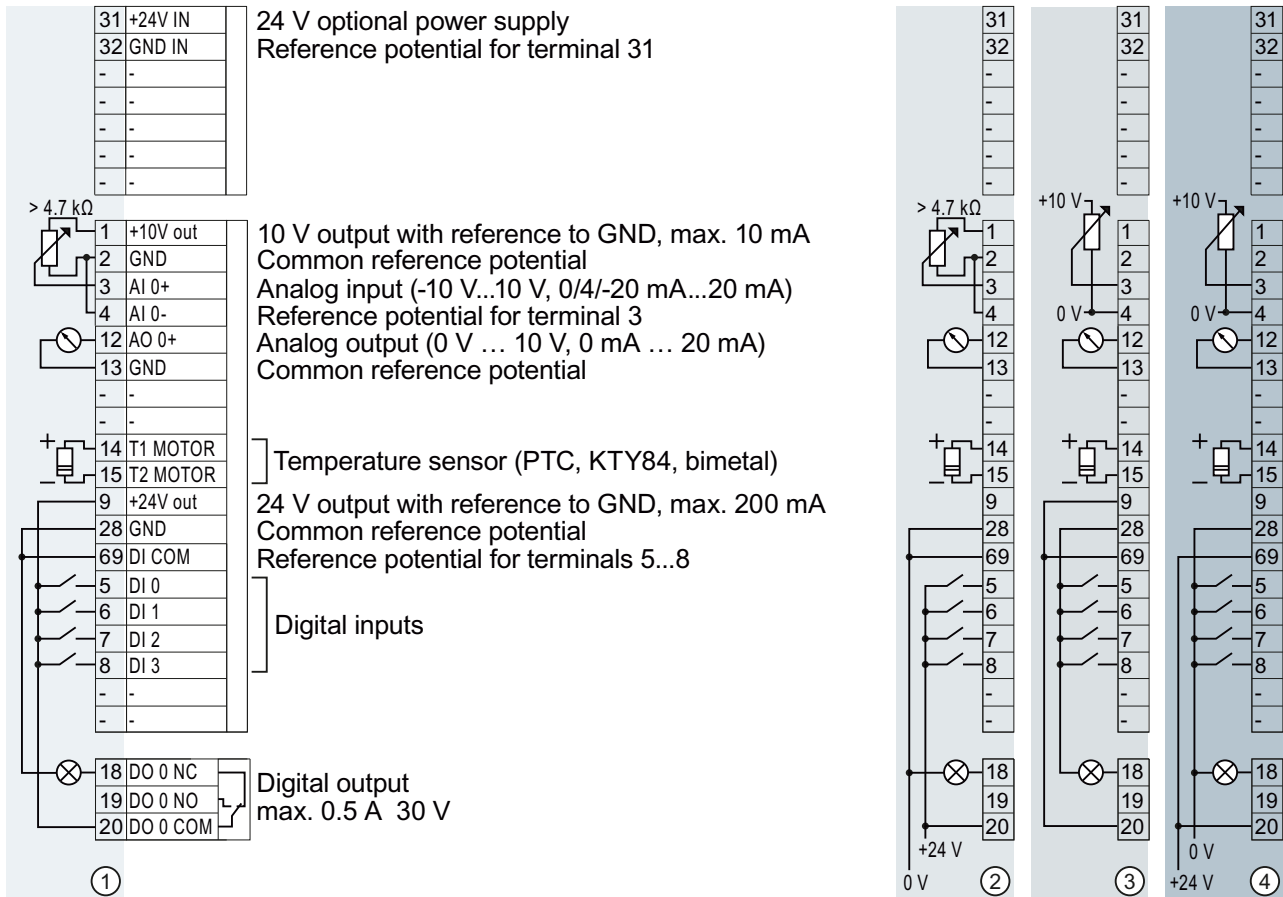 31 +24V IN 24 V optional power supply 31 31 31
32 GND IN Reference potential for terminal 32 32 32 32
- - - - -
- - - - -
- - - - -
- - - - -
- - - - -
> 4.7 kΩ > 4.7 kΩ +10 V +10 V
1 +10V out 10 V output with reference to GND, max. 10 mA 1 1 1
2 GND Common reference potential 2 2 2
3 AI 0+ Analog input (-10 V...10 V, 0/4/-20 mA...20 mA) 3 3 3
4 AI 0- Reference potential for terminal 3 4 0 V 4 0 V 4
12 AO 0+ Analog output (0 V … 10 V, 0 mA … 20 mA) 12 12 12
13 GND Common reference potential 13 13 13
- - - - -
- - - - -
+ 14 T1 MOTOR + 14 + 14 + 14
Temperature sensor (PTC, KTY84, bimetal)
− 15 T2 MOTOR − 15 − 15 − 15
9 +24V out 24 V output with reference to GND, max. 200 mA 9 9 9
28 GND Common reference potential 28 28 28
69 DI COM Reference potential for terminals 5...8 69 69 69
5 DI 0 5 5 5
6 DI 1 6 6 6
Digital inputs
7 DI 2 7 7 7
8 DI 3 8 8 8
- - - - -
- - - - -
18 DO 0 NC Digital output 18 18 18
19 DO 0 NO max. 0.5 A 30 V 19 19 19
20 DO 0 COM 20 20 20
+24 V 0 V
1 0 V 2 3 +24 V 4